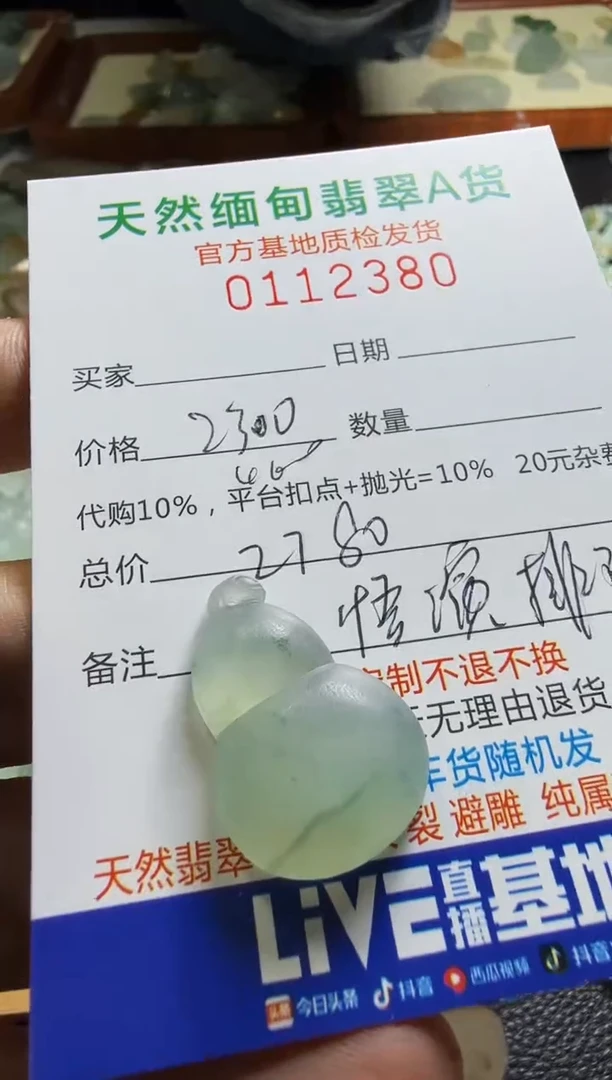 天然缅甸翡翠A货
官方基地质检发货
0112380
买家 日期
价格 2300 数量
代购10%，平台扣点+抛光=10% 20元杂费
总价 2780
备注
制不退不换
无理由退货
货随机发
天然翡翠 裂 避雕 纯属
LiVE直播基地
头条 今日头条 抖音 西瓜视频 抖音